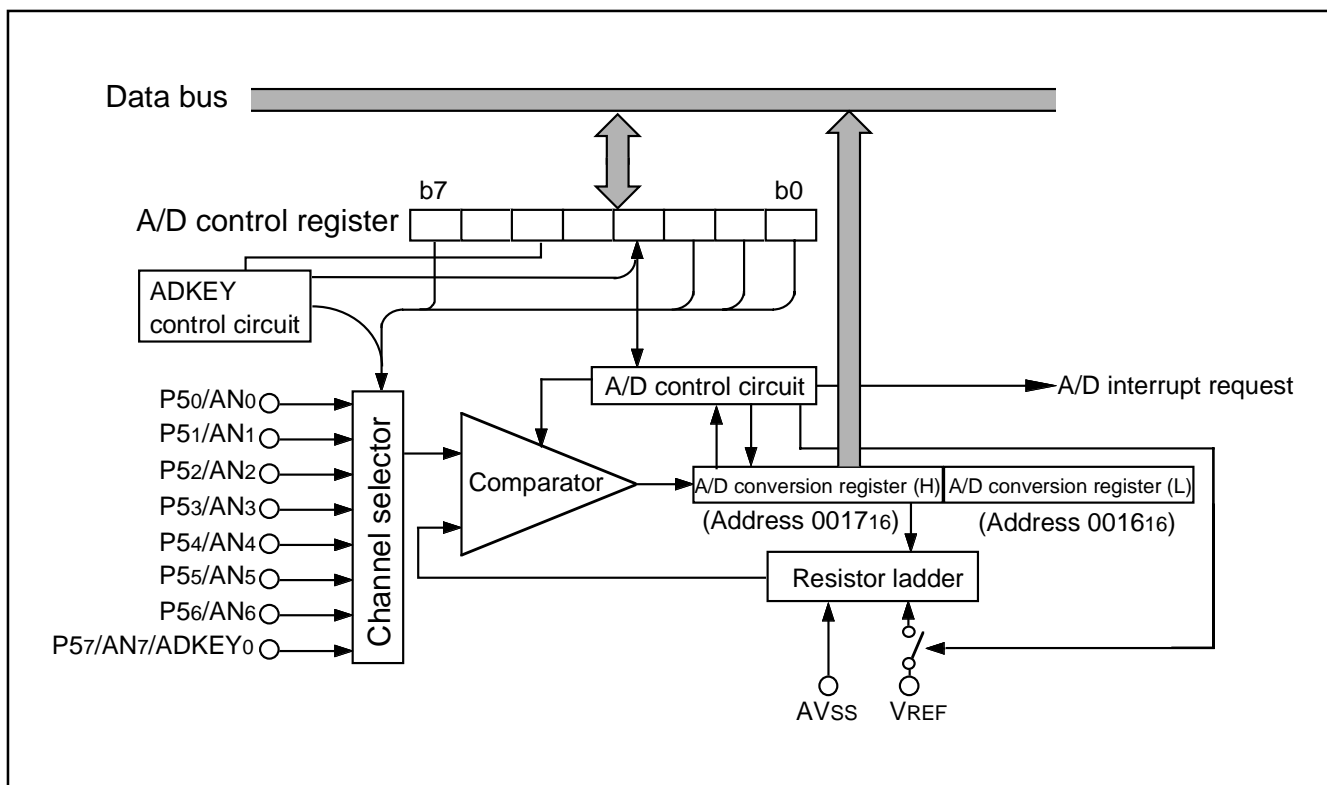 Data bus
b7 b0
A/D control register
ADKEY
control circuit
A/D control circuit
A/D interrupt request
P50/AN0
P51/AN1
P52/AN2
P53/AN3
P54/AN4
P55/AN5
P56/AN6
P57/AN7/ADKEY0
Channel selector
Comparator
A/D conversion register (H) A/D conversion register (L)
(Address 001716) (Address 001616)
Resistor ladder
AVSS VREF